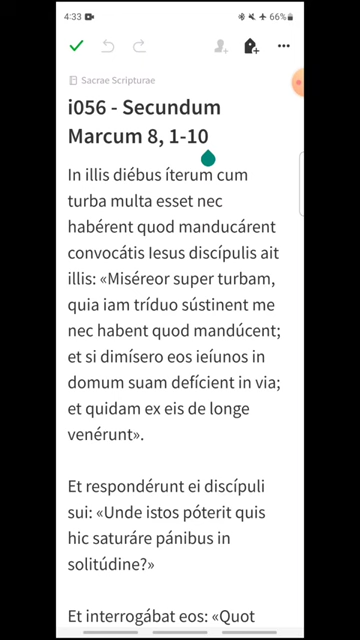 4:33
66%
Sacrae Scripturae
i056 - Secundum
Marcum 8, 1-10
In illis diébus íterum cum
turba multa esset nec
habérent quod manducárent
convocátis Iesus discípulis ait
illis: «Miséreor super turbam,
quia iam tríduo sústinent me
nec habent quod mandúcent;
et si dimísero eos ieíunos in
domum suam defícient in via;
et quidam ex eis de longe
venérunt».
Et respondérunt ei discípuli
sui: «Unde istos póterit quis
hic saturáre pánibus in
solitúdine?»
Et interrogábat eos: «Quot